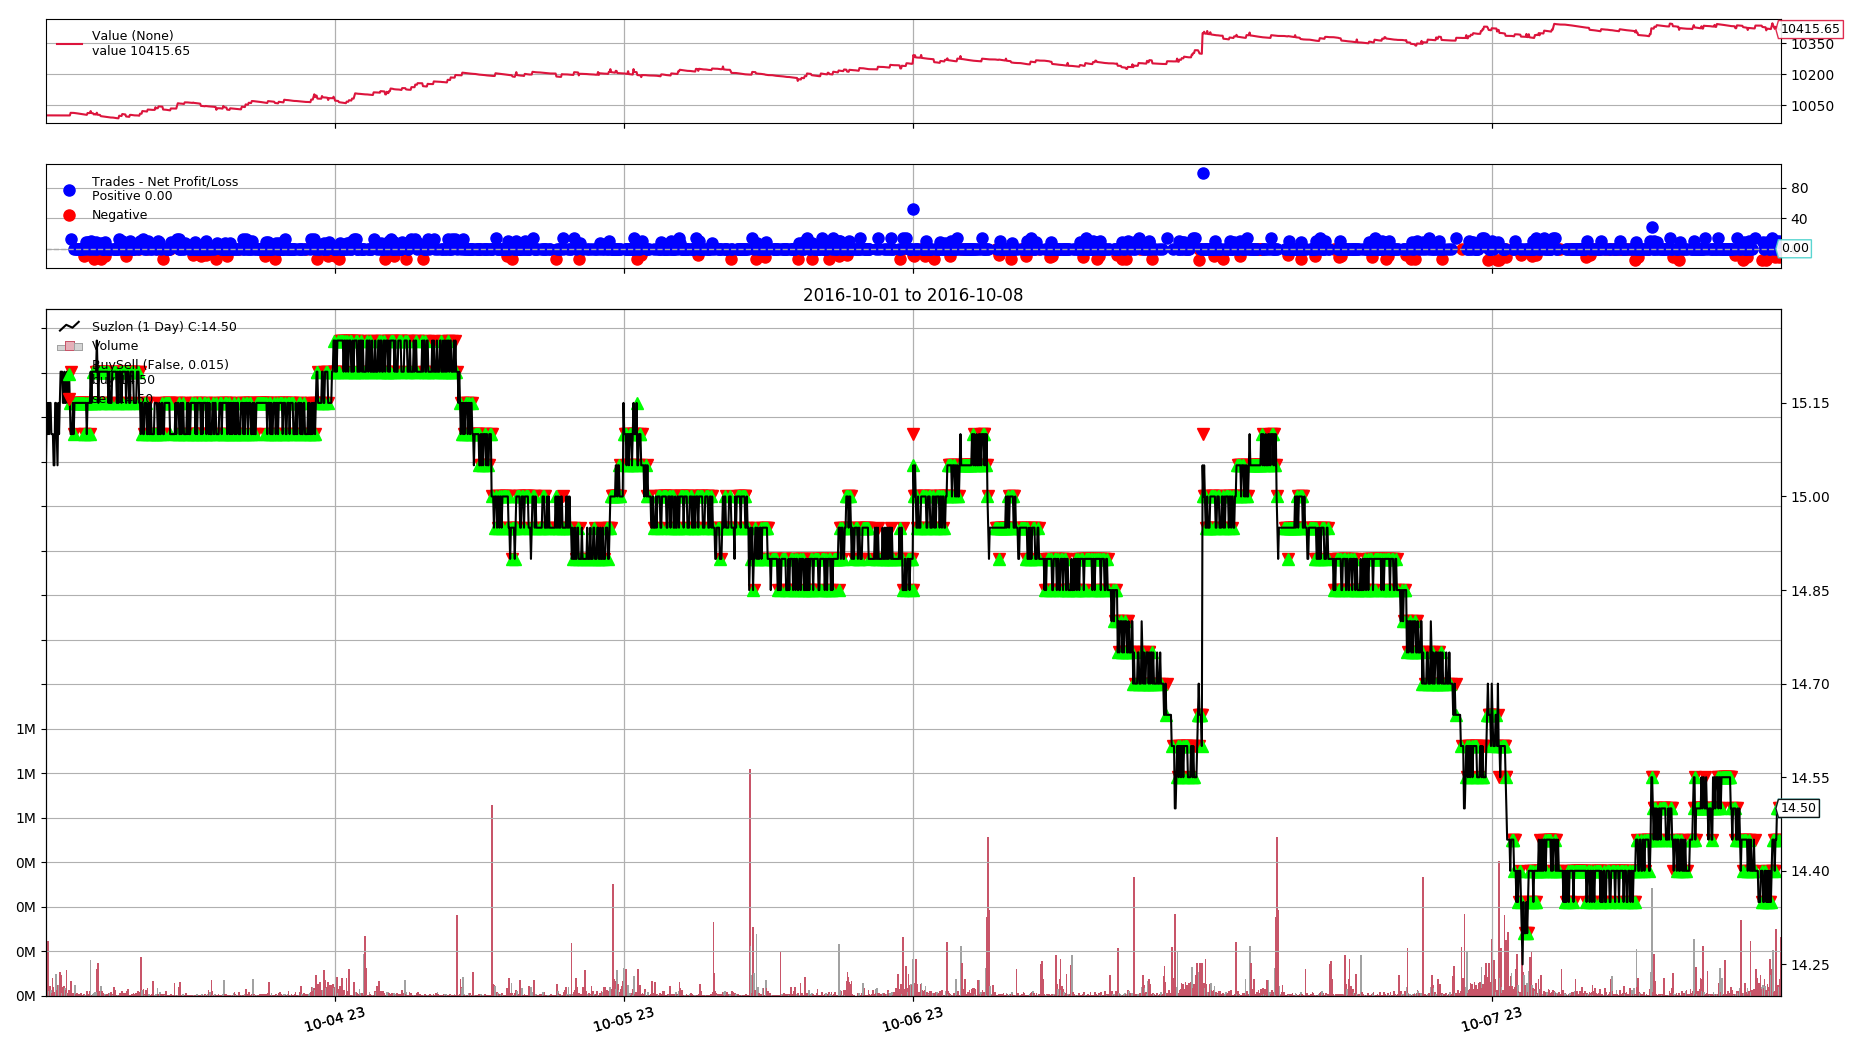 Value (None)
value 10415.65
10415.65
10350
10200
10050
Trades - Net Profit/Loss
Positive 0.00
Negative
80
40
0.00
2016-10-01 to 2016-10-08
Suzlon (1 Day) C:14.50
Volume
BuySell (False, 0.015)
15.15
15.00
14.85
14.70
1M
1M
14.55
1M
14.50
0M
14.40
0M
0M
14.25
0M
10-04 23
10-05 23
10-06 23
10-07 23